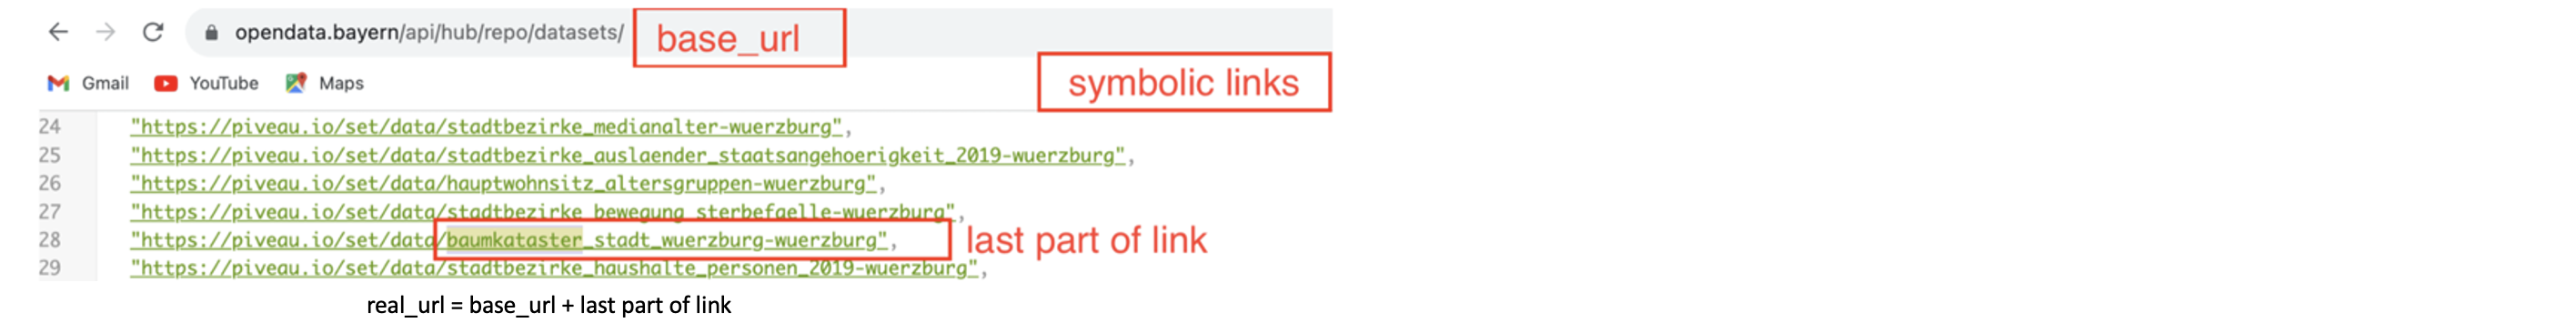 opendata.bayern/api/hub/repo/datasets/
base_url
Gmail YouTube Maps
symbolic links
24 "https://piveau.io/set/data/stadtbezirke_medianalter-wuerzburg",
25 "https://piveau.io/set/data/stadtbezirke_auslaender_staatsangehoerigkeit_2019-wuerzburg",
26 "https://piveau.io/set/data/hauptwohnsitz_altersgruppen-wuerzburg",
27 "https://piveau.io/set/data/stadtbezirke_bewegung_sterbefaelle-wuerzburg",
28 "https://piveau.io/set/data/baumkataster_stadt_wuerzburg-wuerzburg",
last part of link
29 "https://piveau.io/set/data/stadtbezirke_haushalte_personen_2019-wuerzburg",
real_url = base_url + last part of link